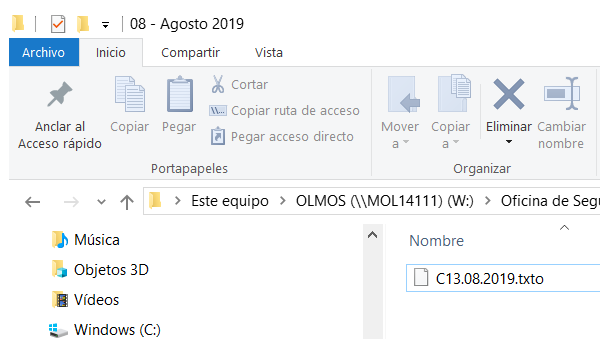 08 - Agosto 2019
Archivo Inicio Compartir Vista
Anclar al Acceso rápido
Copiar
Pegar
Cortar
Copiar ruta de acceso
Pegar acceso directo
Mover a
Copiar a
Eliminar
Cambiar nombre
Portapapeles Organizar
Este equipo OLMOS (\\MOL14111) (W:) Oficina de Segu
Música
Objetos 3D
Vídeos
Windows (C:)
Nombre
C13.08.2019.txto